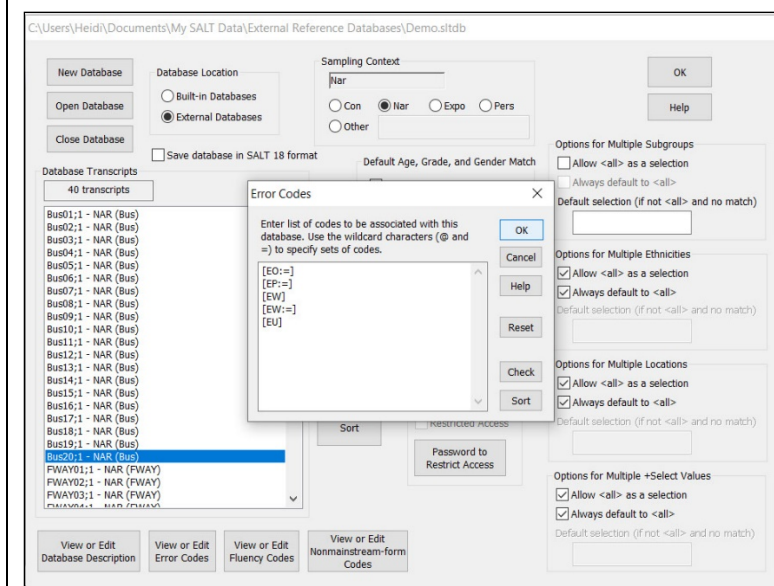 C:\Users\Heidi\Documents\My SALT Data\External Reference Databases\Demo.sltdb
New Database
Open Database
Close Database
Database Location
Built-in Databases
External Databases
Save database in SALT 18 format
Sampling Context
Nar
Con
Nar
Expo
Pers
Other
OK
Help
Default Age, Grade, and Gender Match
Database Transcripts
40 transcripts
Bus01;1 - NAR (Bus)
Bus02;1 - NAR (Bus)
Bus03;1 - NAR (Bus)
Bus04;1 - NAR (Bus)
Bus05;1 - NAR (Bus)
Bus06;1 - NAR (Bus)
Bus07;1 - NAR (Bus)
Bus08;1 - NAR (Bus)
Bus09;1 - NAR (Bus)
Bus10;1 - NAR (Bus)
Bus11;1 - NAR (Bus)
Bus12;1 - NAR (Bus)
Bus13;1 - NAR (Bus)
Bus14;1 - NAR (Bus)
Bus15;1 - NAR (Bus)
Bus16;1 - NAR (Bus)
Bus17;1 - NAR (Bus)
Bus18;1 - NAR (Bus)
Bus19;1 - NAR (Bus)
Bus20;1 - NAR (Bus)
FWAY01;1 - NAR (FWAY)
FWAY02;1 - NAR (FWAY)
FWAY03;1 - NAR (FWAY)
Error Codes
Enter list of codes to be associated with this
database. Use the wildcard characters (@ and
=) to specify sets of codes.
[EO:=]
[EP:=]
[EW]
[EW:=]
[EU]
OK
Cancel
Help
Reset
Check
Sort
Sort
Restricted Access
Password to
Restrict Access
Options for Multiple Subgroups
Allow <all> as a selection
Always default to <all>
Default selection (if not <all> and no match)
Options for Multiple Ethnicities
Allow <all> as a selection
Always default to <all>
Default selection (if not <all> and no match)
Options for Multiple Locations
Allow <all> as a selection
Always default to <all>
Default selection (if not <all> and no match)
Options for Multiple +Select Values
Allow <all> as a selection
Always default to <all>
Default selection (if not <all> and no match)
View or Edit
Database Description
View or Edit
Error Codes
View or Edit
Fluency Codes
View or Edit
Nonmainstream-form
Codes